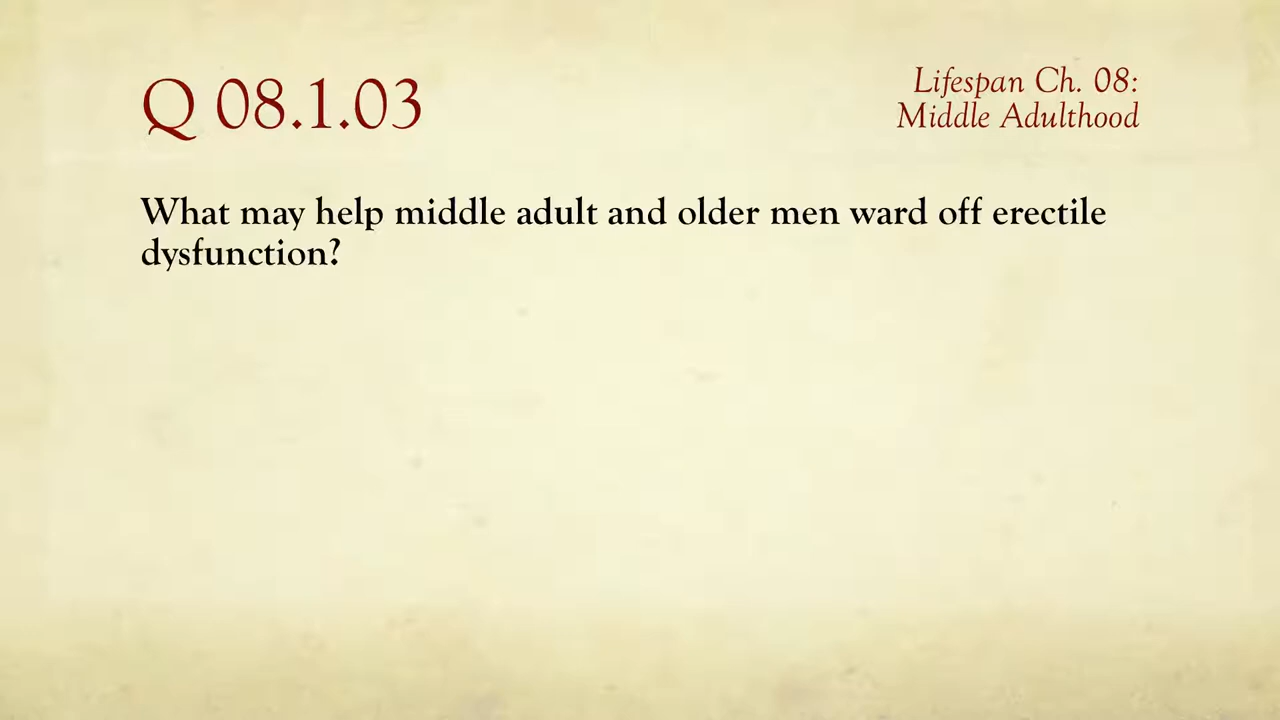 Q 08.1.03
Lifespan Ch. 08:
Middle Adulthood
What may help middle adult and older men ward off erectile
dysfunction?